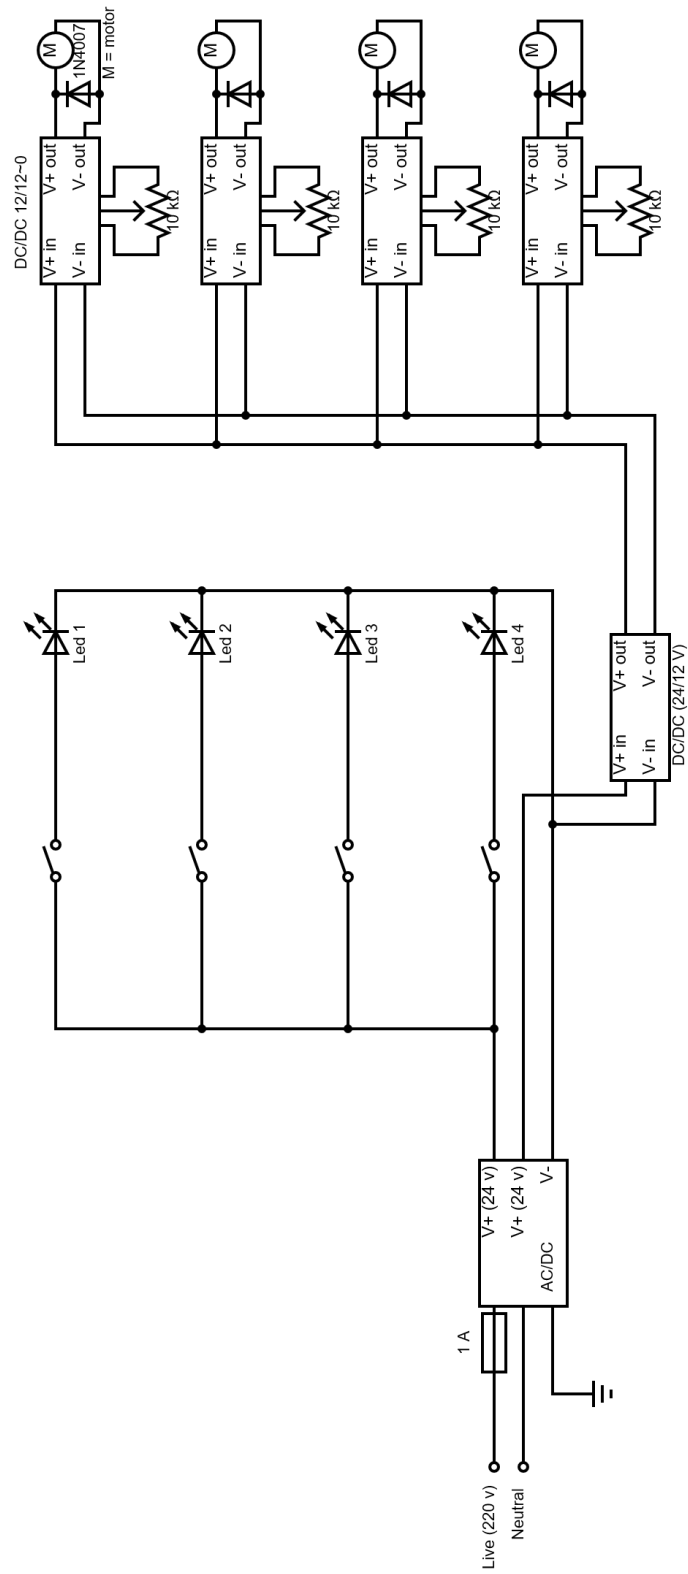 Live (220 v)
Neutral
1 A
AC/DC
V+ (24 v)
V+ (24 v)
V-
Led 1
Led 2
Led 3
Led 4
V+ in
V- in
V+ out
V- out
DC/DC (24/12 V)
DC/DC 12/12~0
V+ in
V- in
V+ out
V- out
10 kΩ
M
1N4007
M = motor
V+ in
V- in
V+ out
V- out
10 kΩ
M
V+ in
V- in
V+ out
V- out
10 kΩ
M
V+ in
V- in
V+ out
V- out
10 kΩ
M